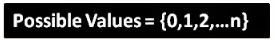 Possible Values = {0,1,2,...n}